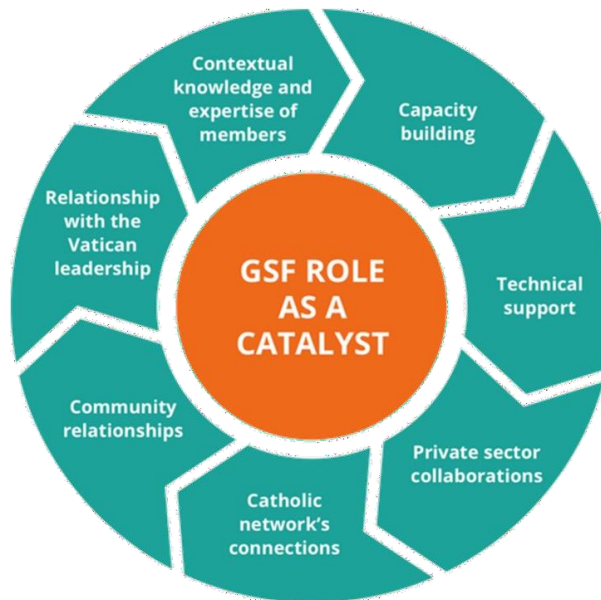 Contextual
knowledge and
expertise of
members
Capacity
building
Technical
support
Private sector
collaborations
Catholic
network's
connections
Community
relationships
Relationship
with the
Vatican
leadership
GSF ROLE
AS A
CATALYST